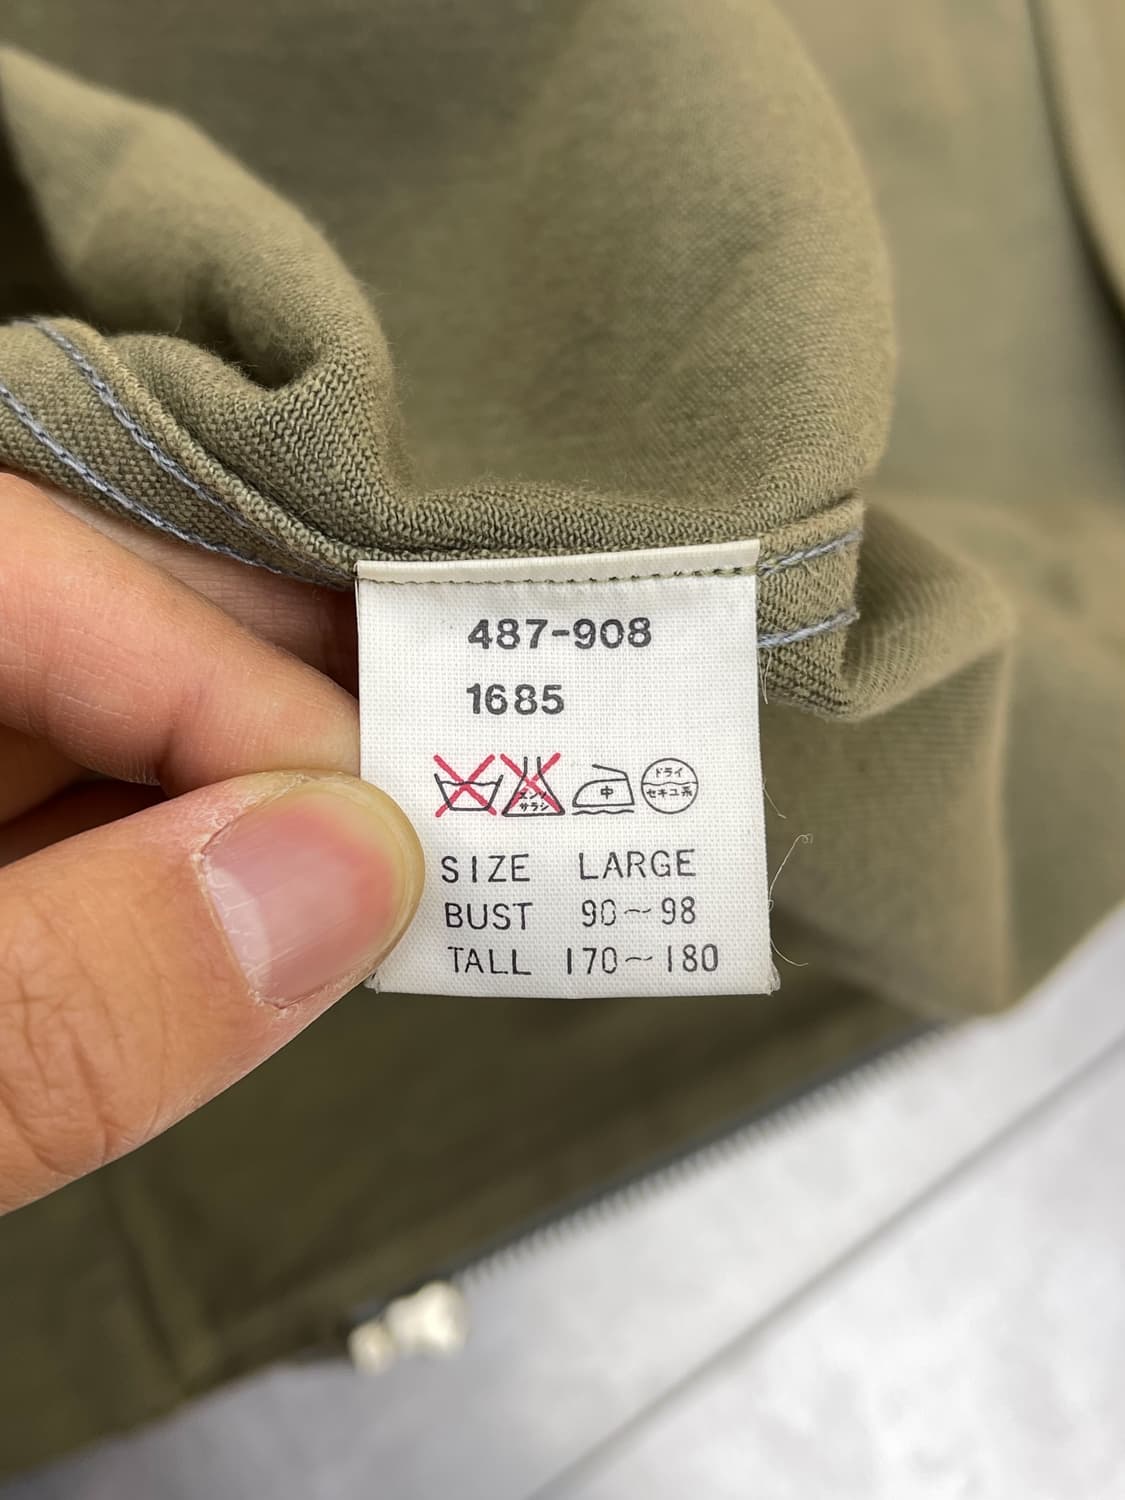 487-908
1685
エンソ サラシ 中 ドライ セキユ系
SIZE LARGE
BUST 90~98
TALL 170~180